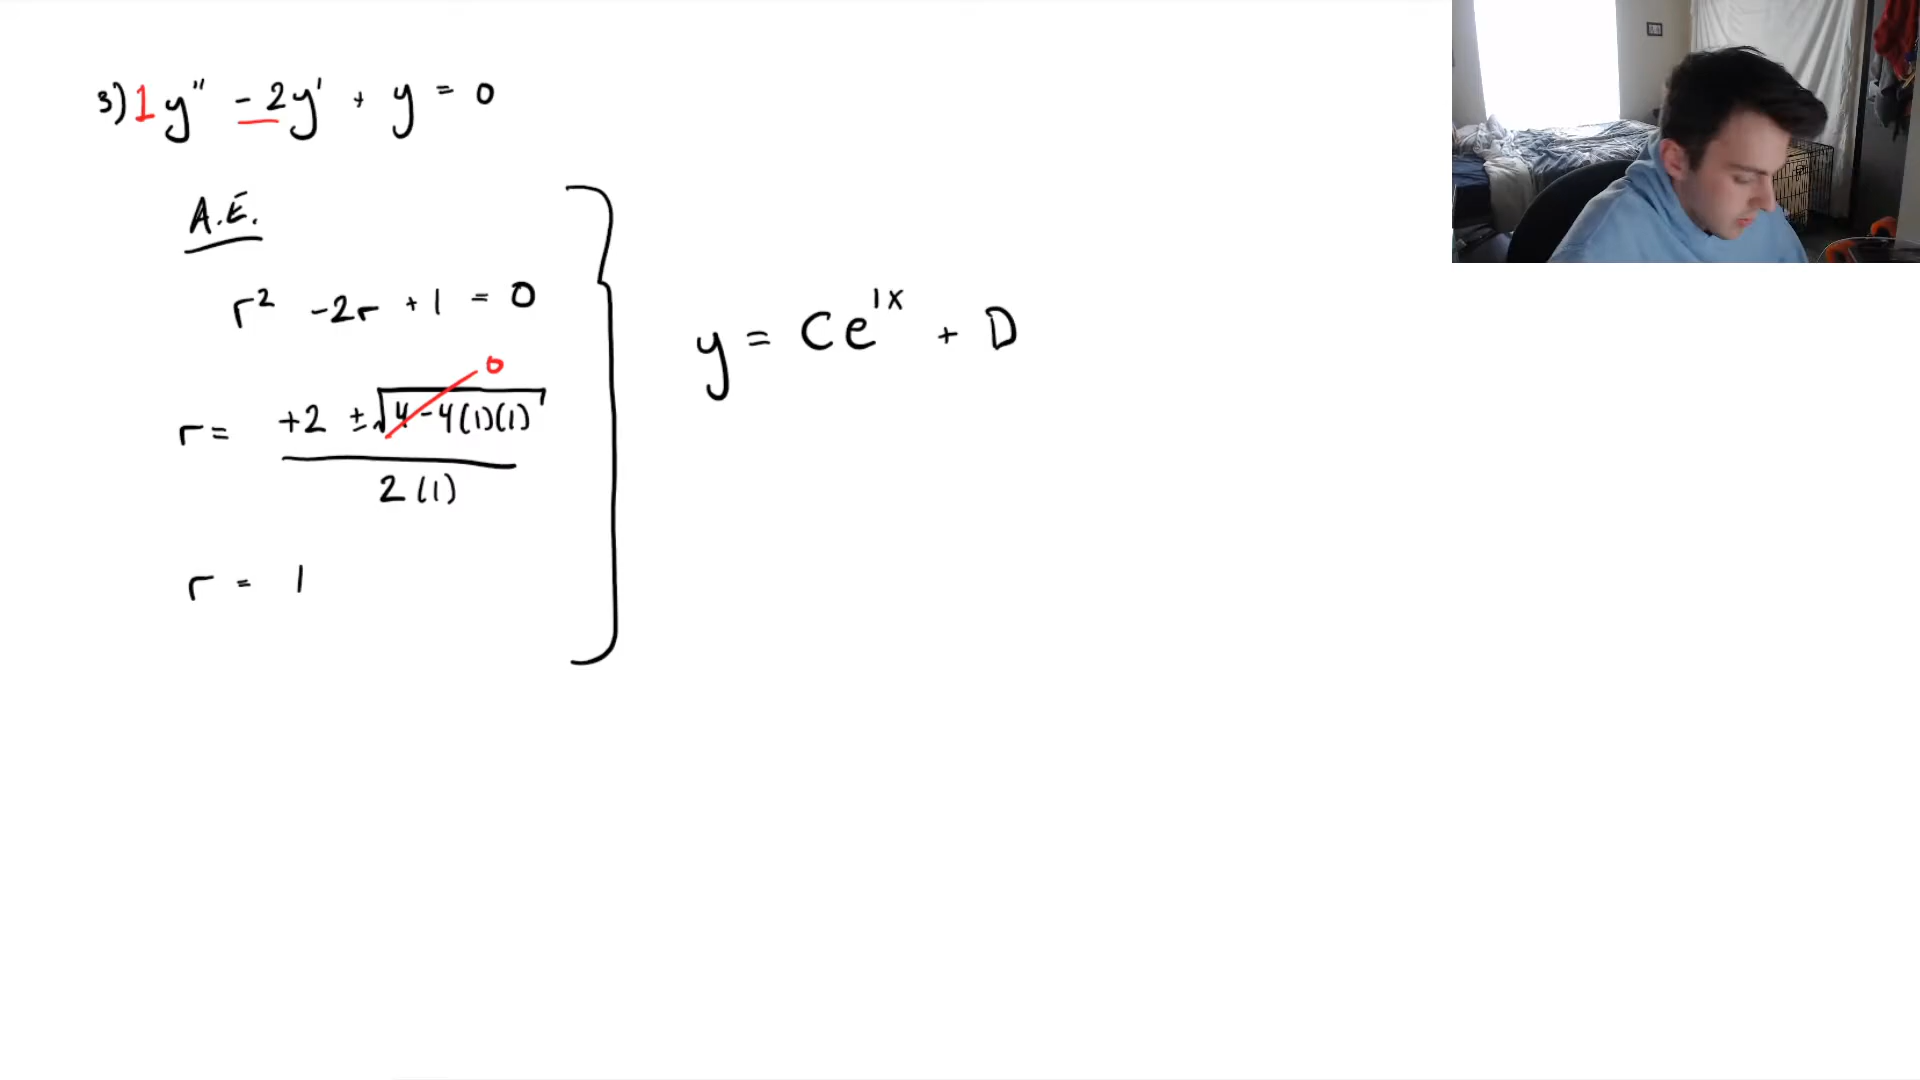 3) 1y'' - 2y' + y = 0
A.E.
r² - 2r + 1 = 0
0
r = +2 ± √4 - 4(1)(1)
2(1)
r = 1
y = Ce^1x + D